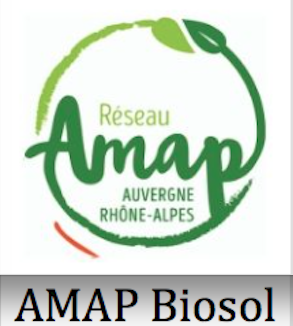 Réseau
Amap
AUVERGNE
RHÔNE-ALPES
AMAP Biosol